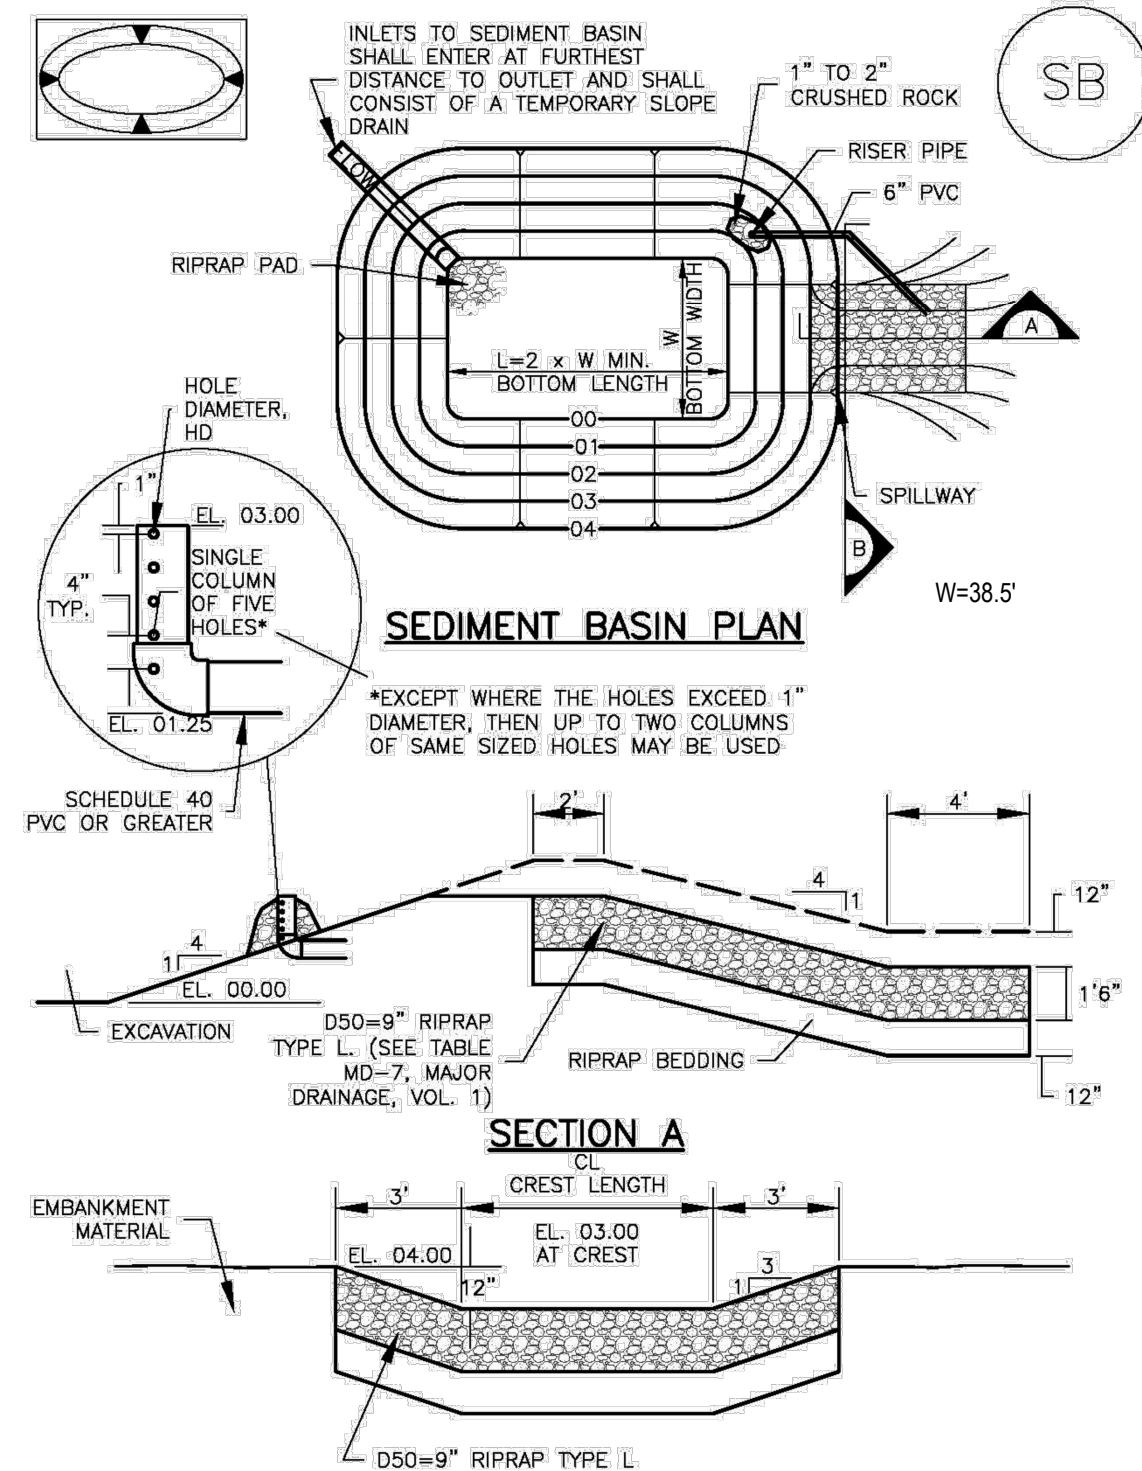 INLETS TO SEDIMENT BASIN
SHALL ENTER AT FURTHEST
DISTANCE TO OUTLET AND SHALL
CONSIST OF A TEMPORARY SLOPE
DRAIN
1" TO 2"
CRUSHED ROCK
SB
RISER PIPE
6" PVC
FLOW
RIPRAP PAD
A
W
BOTTOM WIDTH
L=2 x W MIN.
BOTTOM LENGTH
00
01
02
03
04
SPILLWAY
B
W=38.5'
HOLE
DIAMETER,
HD
1"
EL. 03.00
SINGLE
COLUMN
OF FIVE
HOLES*
4"
TYP.
EL. 01.25
SEDIMENT BASIN PLAN
*EXCEPT WHERE THE HOLES EXCEED 1"
DIAMETER, THEN UP TO TWO COLUMNS
OF SAME SIZED HOLES MAY BE USED
SCHEDULE 40
PVC OR GREATER
2'
4'
4
1
12"
4
1
EL. 00.00
EXCAVATION
1'6"
D50=9" RIPRAP
TYPE L. (SEE TABLE
MD-7, MAJOR
DRAINAGE, VOL. 1)
RIPRAP BEDDING
12"
SECTION A
CL
CREST LENGTH
3'
3'
EMBANKMENT
MATERIAL
EL. 04.00
EL. 03.00
AT CREST
12"
3
1
D50=9" RIPRAP TYPE L